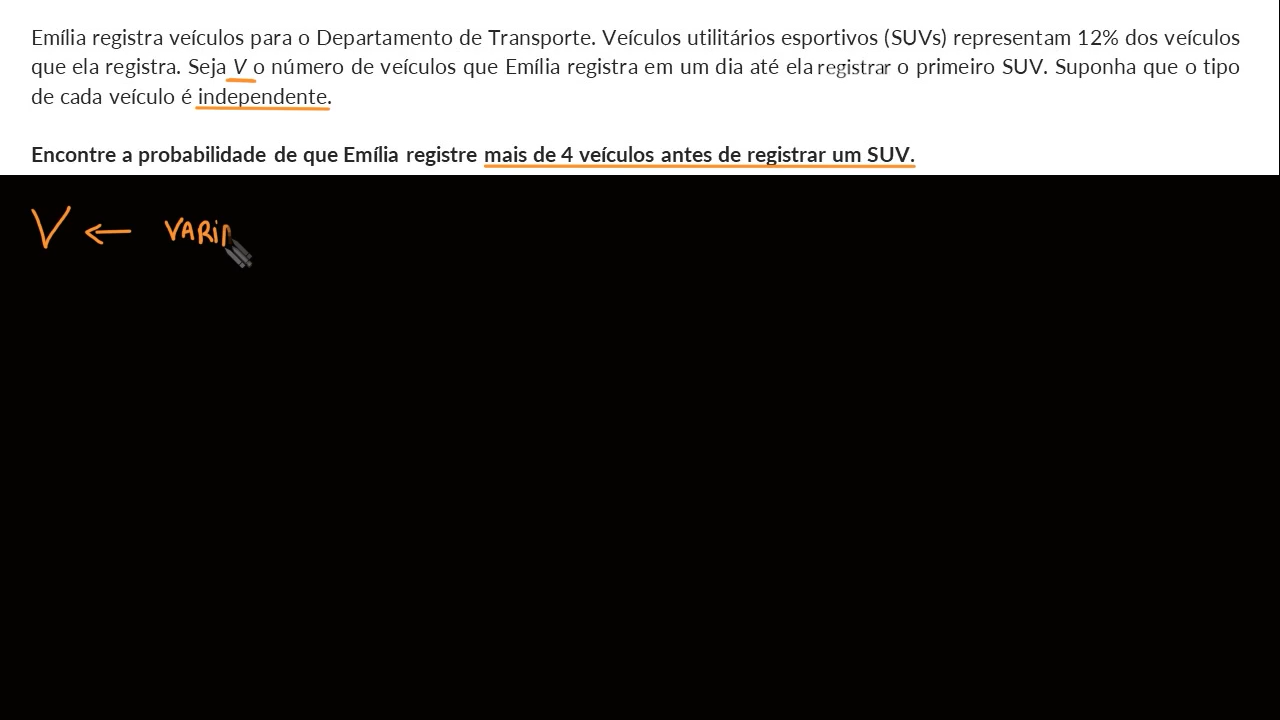 Emília registra veículos para o Departamento de Transporte. Veículos utilitários esportivos (SUVs) representam 12% dos veículos
que ela registra. Seja V o número de veículos que Emília registra em um dia até ela registrar o primeiro SUV. Suponha que o tipo
de cada veículo é independente.
Encontre a probabilidade de que Emília registre mais de 4 veículos antes de registrar um SUV.
V ←